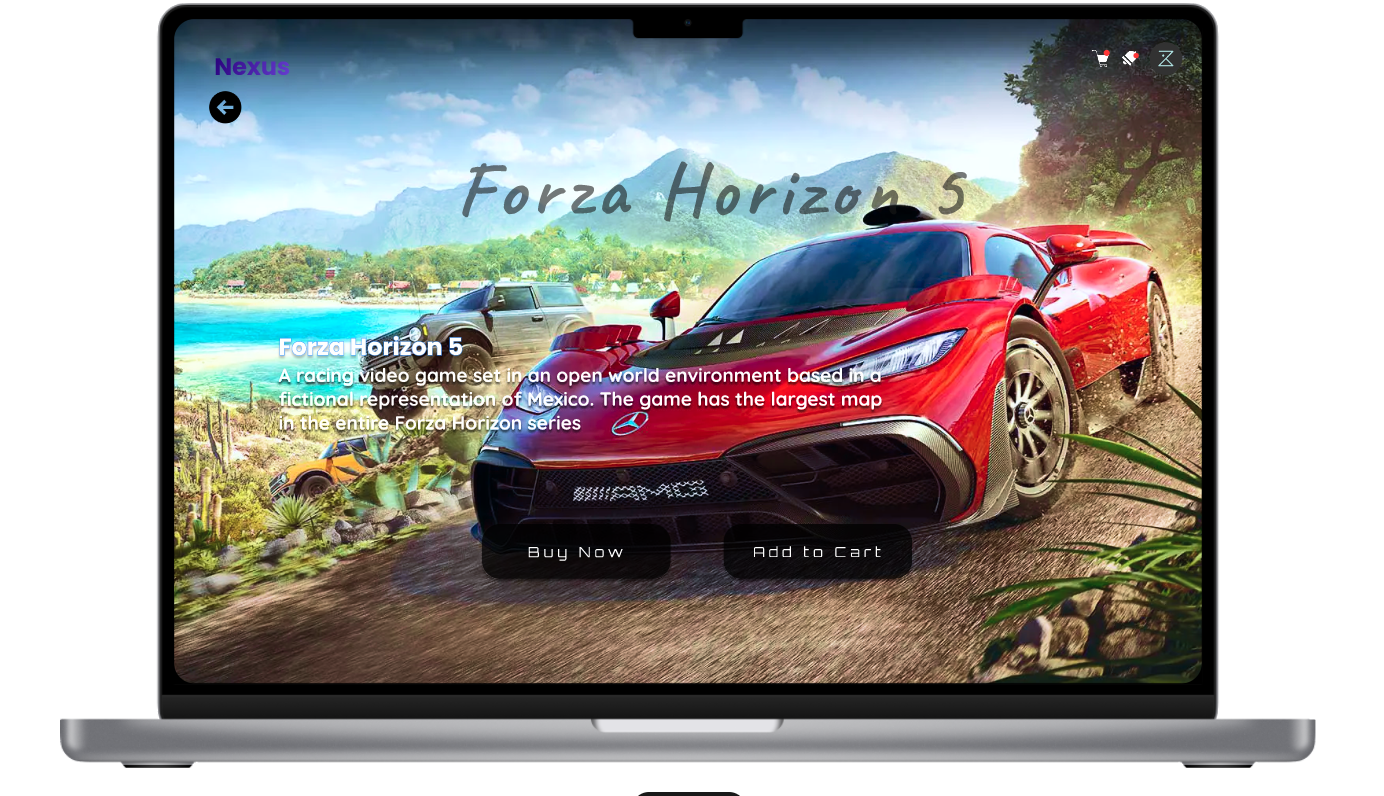 Nexus
Forza Horizon 5
Forza Horizon 5
A racing video game set in an open world environment based in a
fictional representation of Mexico. The game has the largest map
in the entire Forza Horizon series
AMG
Buy Now
Add to Cart